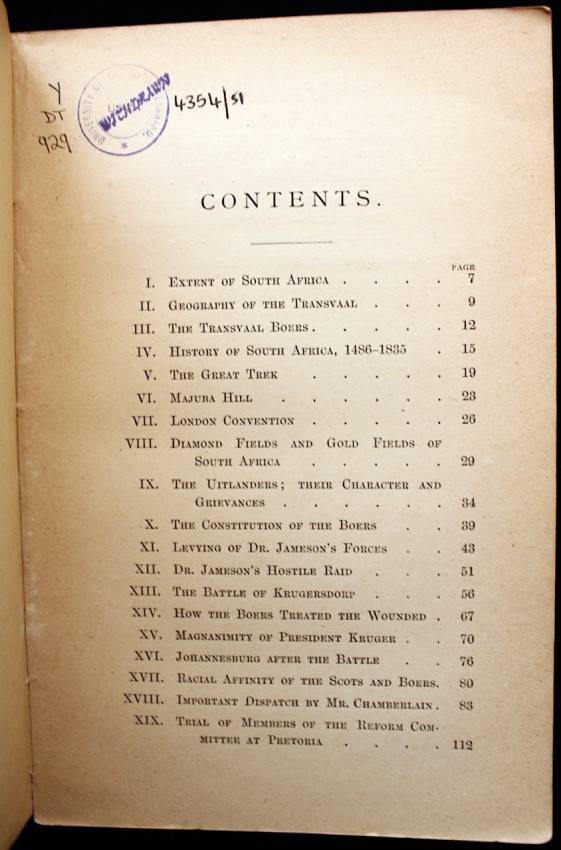 Y
DT
929
UNIVERSITY OF THE
WITHDRAWN
4354/51
CONTENTS.
PAGE
I. EXTENT OF SOUTH AFRICA . . . . 7
II. GEOGRAPHY OF THE TRANSVAAL . . . 9
III. THE TRANSVAAL BOERS . . . . . 12
IV. HISTORY OF SOUTH AFRICA, 1486–1835 . 15
V. THE GREAT TREK . . . . . 19
VI. MAJUBA HILL . . . . . . 23
VII. LONDON CONVENTION . . . . . 26
VIII. DIAMOND FIELDS AND GOLD FIELDS OF
SOUTH AFRICA . . . . . 29
IX. THE UITLANDERS; THEIR CHARACTER AND
GRIEVANCES . . . . . . 34
X. THE CONSTITUTION OF THE BOERS . . 39
XI. LEVYING OF DR. JAMESON'S FORCES . . 43
XII. DR. JAMESON'S HOSTILE RAID . . . 51
XIII. THE BATTLE OF KRUGERSDORP . . 56
XIV. HOW THE BOERS TREATED THE WOUNDED . 67
XV. MAGNANIMITY OF PRESIDENT KRUGER . . 70
XVI. JOHANNESBURG AFTER THE BATTLE . . 76
XVII. RACIAL AFFINITY OF THE SCOTS AND BOERS. 80
XVIII. IMPORTANT DISPATCH BY MR. CHAMBERLAIN . 83
XIX. TRIAL OF MEMBERS OF THE REFORM COM-
MITTEE AT PRETORIA . . . . 112